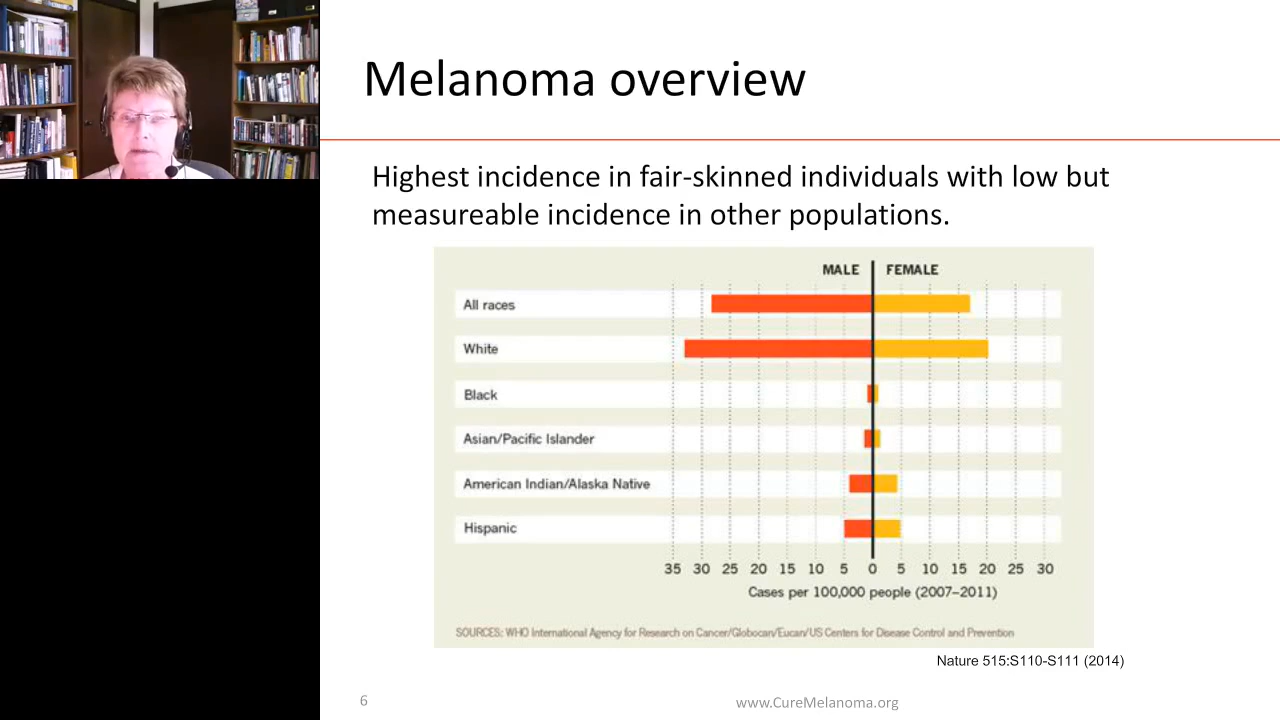 Melanoma overview
Highest incidence in fair-skinned individuals with low but
measureable incidence in other populations.
MALE FEMALE
All races
White
Black
Asian/Pacific Islander
American Indian/Alaska Native
Hispanic
35 30 25 20 15 10 5 0 5 10 15 20 25 30
Cases per 100,000 people (2007–2011)
SOURCES: WHO International Agency for Research on Cancer/Globocan/Eucan/US Centers for Disease Control and Prevention
Nature 515:S110-S111 (2014)
6
www.CureMelanoma.org